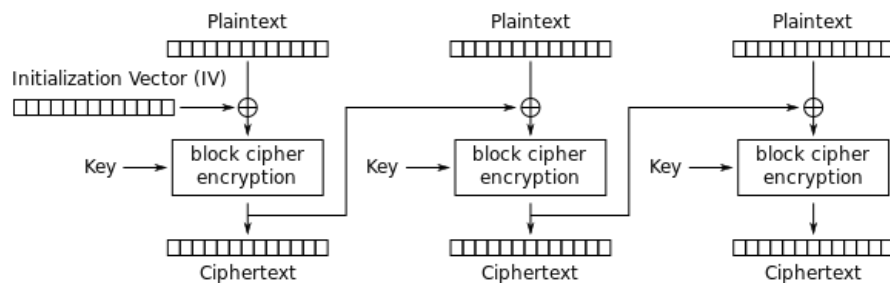 Plaintext
Plaintext
Plaintext
Initialization Vector (IV)
Key
block cipher
encryption
Key
block cipher
encryption
Key
block cipher
encryption
Ciphertext
Ciphertext
Ciphertext